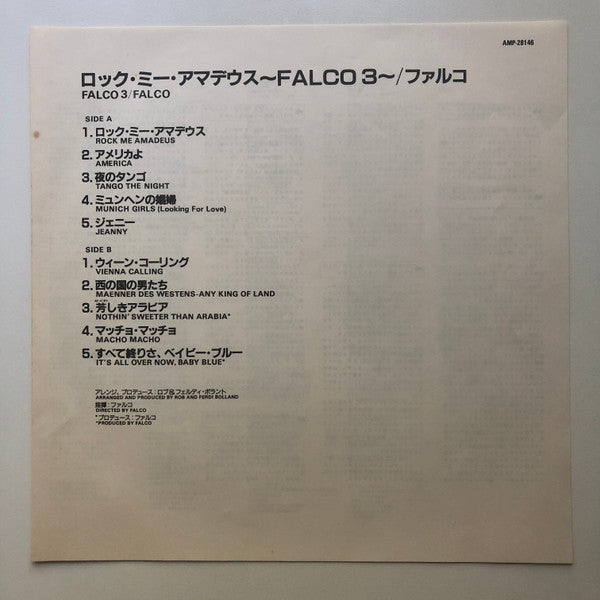 AMP-28146
ロック・ミー・アマデウス〜FALCO 3〜/ファルコ
FALCO 3/FALCO
SIDE A
1.ロック・ミー・アマデウス
ROCK ME AMADEUS
2.アメリカよ
AMERICA
3.夜のタンゴ
TANGO THE NIGHT
4.ミュンヘンの娼婦
MUNICH GIRLS (Looking For Love)
5.ジェニー
JEANNY
SIDE B
1.ウィーン・コーリング
VIENNA CALLING
2.西の国の男たち
MAENNER DES WESTENS-ANY KING OF LAND
3.芳しきアラビア
NOTHIN' SWEETER THAN ARABIA*
4.マッチョ・マッチョ
MACHO MACHO
5.すべて終りさ、ベイビー・ブルー
IT'S ALL OVER NOW, BABY BLUE*
アレンジ、プロデュース:ロブ&フェルディ・ボラント
ARRANGED AND PRODUCED BY ROB AND FERDI BOLLAND
指揮:ファルコ
DIRECTED BY FALCO
*プロデュース:ファルコ
*PRODUCED BY FALCO